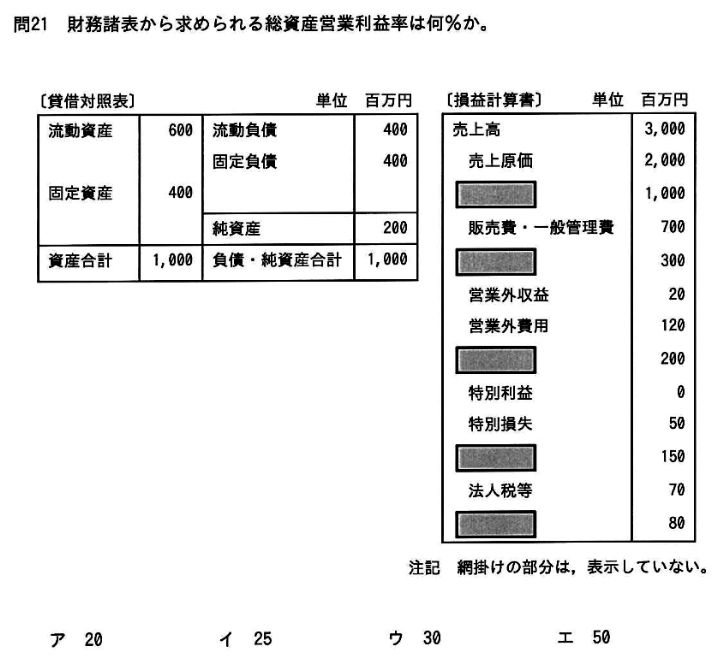 問21　財務諸表から求められる総資産営業利益率は何％か。
〔貸借対照表〕　単位　百万円
流動資産　600　流動負債　400
固定負債　400
固定資産　400
純資産　200
資産合計　1,000　負債・純資産合計　1,000
〔損益計算書〕　単位　百万円
売上高　3,000
売上原価　2,000
1,000
販売費・一般管理費　700
300
営業外収益　20
営業外費用　120
200
特別利益　0
特別損失　50
150
法人税等　70
80
注記　網掛けの部分は，表示していない。
ア　20　イ　25　ウ　30　エ　50